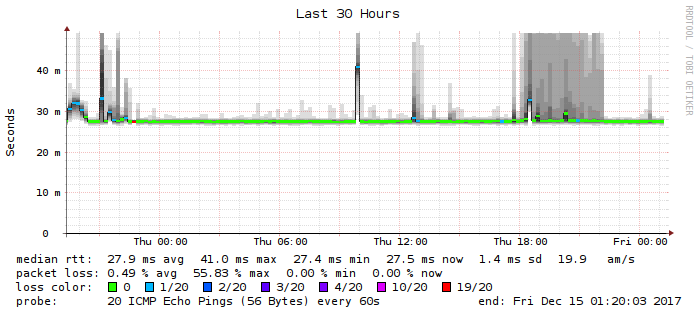 Last 30 Hours
RRDTOOL / TOBI OETIKER
Seconds
40 m
30 m
20 m
10 m
0
Thu 00:00 Thu 06:00 Thu 12:00 Thu 18:00 Fri 00:00
median rtt: 27.9 ms avg 41.0 ms max 27.4 ms min 27.5 ms now 1.4 ms sd 19.9 am/s
packet loss: 0.49 % avg 55.83 % max 0.00 % min 0.00 % now
loss color: 0 1/20 2/20 3/20 4/20 10/20 19/20
probe: 20 ICMP Echo Pings (56 Bytes) every 60s end: Fri Dec 15 01:20:03 2017